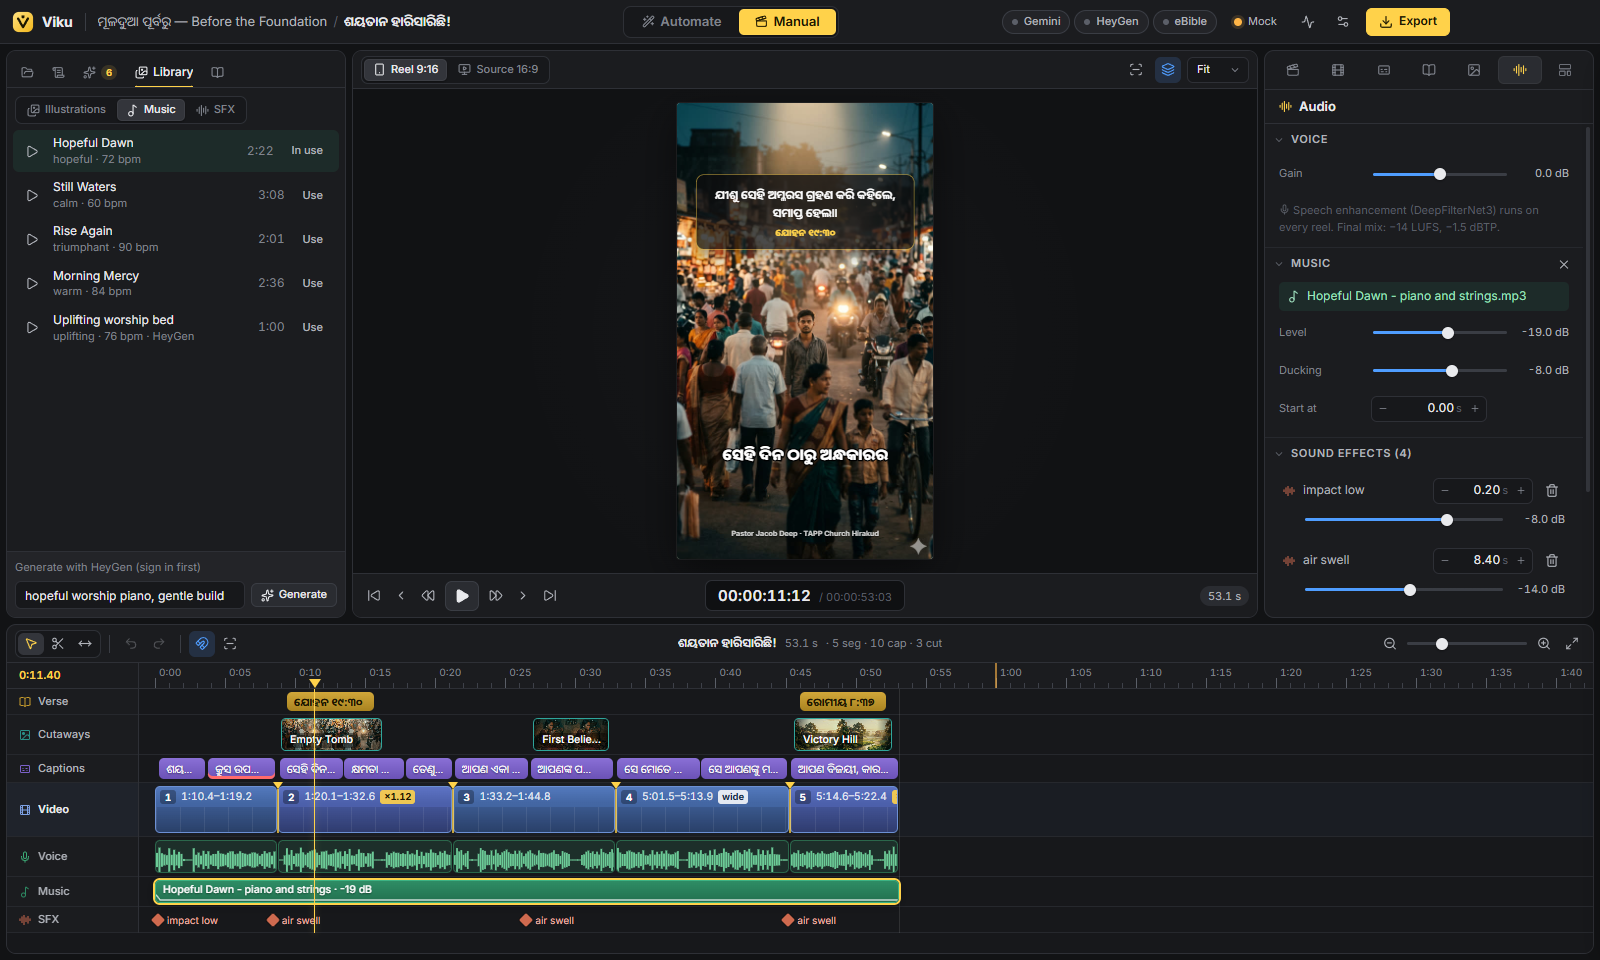 Viku
ମୂଳଦୁଆ ପୂର୍ବରୁ — Before the Foundation / ଶୟତାନ ହାରିସାରିଛି!
Automate
Manual
Gemini
HeyGen
eBible
Mock
Export
6
Library
Illustrations
Music
SFX
Hopeful Dawn
hopeful · 72 bpm
2:22
In use
Still Waters
calm · 60 bpm
3:08
Use
Rise Again
triumphant · 90 bpm
2:01
Use
Morning Mercy
warm · 84 bpm
2:36
Use
Uplifting worship bed
uplifting · 76 bpm · HeyGen
1:00
Use
Generate with HeyGen (sign in first)
hopeful worship piano, gentle build
Generate
Reel 9:16
Source 16:9
Fit
ଯୀଶୁ ସେହି ଅମ୍ଳରସ ଗ୍ରହଣ କରି କହିଲେ,
ସମାପ୍ତ ହେଲା।
ଯୋହନ ୧୯:୩୦
ସେହି ଦିନ ଠାରୁ ଅନ୍ଧକାରର
Pastor Jacob Deep · TAPP Church Hirakud
00:00:11:12 / 00:00:53:03
53.1 s
Audio
VOICE
Gain
0.0 dB
Speech enhancement (DeepFilterNet3) runs on
every reel. Final mix: −14 LUFS, −1.5 dBTP.
MUSIC
Hopeful Dawn - piano and strings.mp3
Level
-19.0 dB
Ducking
-8.0 dB
Start at
− 0.00 s +
SOUND EFFECTS (4)
impact low
− 0.20 s +
-8.0 dB
air swell
− 8.40 s +
-14.0 dB
ଶୟତାନ ହାରିସାରିଛି! 53.1 s · 5 seg · 10 cap · 3 cut
0:11.40
0:00 0:05 0:10 0:15 0:20 0:25 0:30 0:35 0:40 0:45 0:50 0:55 1:00 1:05 1:10 1:15 1:20 1:25 1:30 1:35 1:40
Verse
ଯୋହନ ୧୯:୩୦
ରୋମୀୟ ୮:୩୭
Cutaways
Empty Tomb
First Belie...
Victory Hill
Captions
ଶୟ...
କ୍ରୁସ ଉପ...
ସେହି ଦିନ...
କ୍ଷମତା ...
ତେଣୁ...
ଆପଣ ଏକା ...
ଆପଣଙ୍କ ପ...
ସେ ମୋତେ ...
ସେ ଆପଣଙ୍କୁ ମ...
ଆପଣ ବିଜୟୀ, କାର...
Video
1 1:10.4–1:19.2
2 1:20.1–1:32.6 ×1.12
3 1:33.2–1:44.8
4 5:01.5–5:13.9 wide
5 5:14.6–5:22.4
Voice
Music
Hopeful Dawn - piano and strings · -19 dB
SFX
impact low
air swell
air swell
air swell